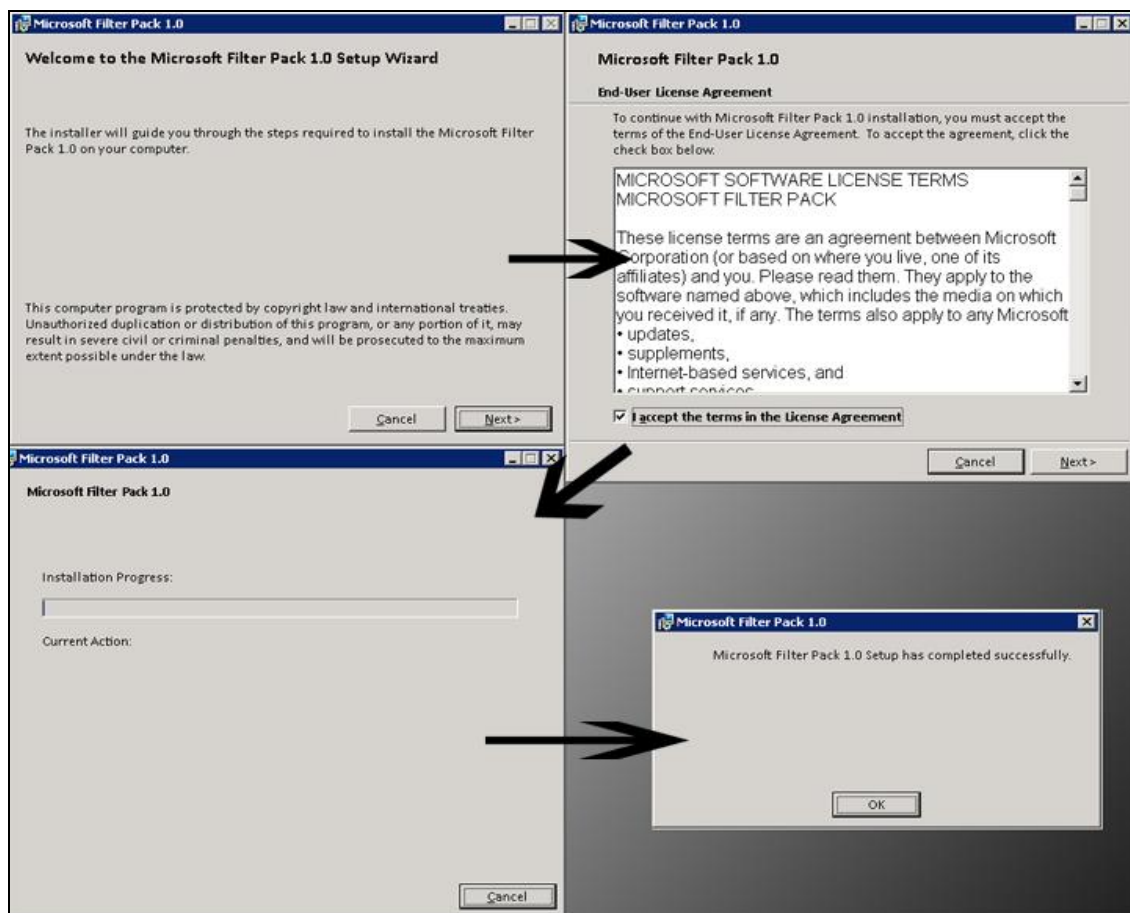 Microsoft Filter Pack 1.0
Welcome to the Microsoft Filter Pack 1.0 Setup Wizard
The installer will guide you through the steps required to install the Microsoft Filter
Pack 1.0 on your computer.
This computer program is protected by copyright law and international treaties.
Unauthorized duplication or distribution of this program, or any portion of it, may
result in severe civil or criminal penalties, and will be prosecuted to the maximum
extent possible under the law.
Cancel
Next>
Microsoft Filter Pack 1.0
Microsoft Filter Pack 1.0
End-User License Agreement
To continue with Microsoft Filter Pack 1.0 installation, you must accept the
terms of the End-User License Agreement. To accept the agreement, click the
check box below.
MICROSOFT SOFTWARE LICENSE TERMS
MICROSOFT FILTER PACK
These license terms are an agreement between Microsoft
Corporation (or based on where you live, one of its
affiliates) and you. Please read them. They apply to the
software named above, which includes the media on which
you received it, if any. The terms also apply to any Microsoft
• updates,
• supplements,
• Internet-based services, and
• support services
I accept the terms in the License Agreement
Cancel
Next>
Microsoft Filter Pack 1.0
Microsoft Filter Pack 1.0
Installation Progress:
Current Action:
Cancel
Microsoft Filter Pack 1.0
Microsoft Filter Pack 1.0 Setup has completed successfully.
OK